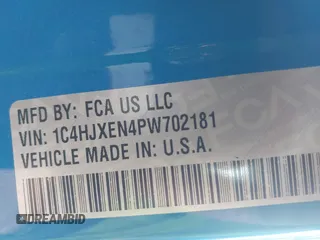 MFD BY: FCA US LLC
VIN: 1C4HJXEN4PW702181
VEHICLE MADE IN: U.S.A.
DREAMBID